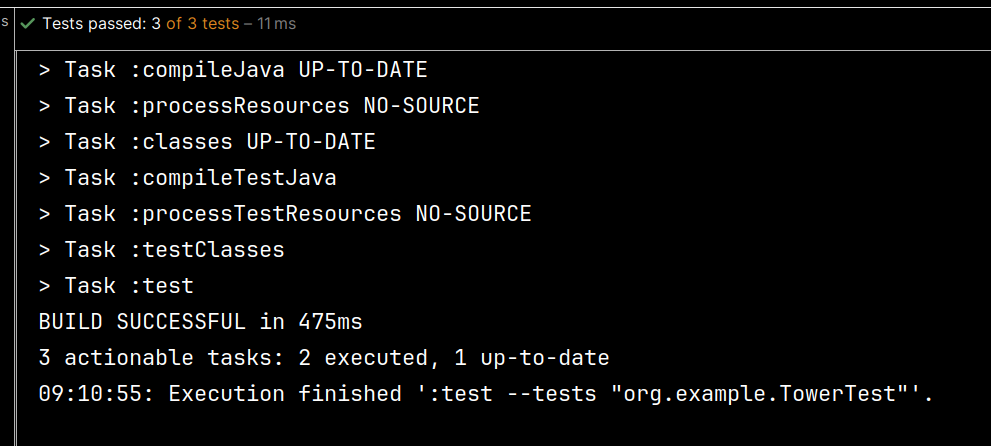 s
Tests passed: 3 of 3 tests – 11 ms
> Task :compileJava UP-TO-DATE
> Task :processResources NO-SOURCE
> Task :classes UP-TO-DATE
> Task :compileTestJava
> Task :processTestResources NO-SOURCE
> Task :testClasses
> Task :test
BUILD SUCCESSFUL in 475ms
3 actionable tasks: 2 executed, 1 up-to-date
09:10:55: Execution finished ':test --tests "org.example.TowerTest"'.